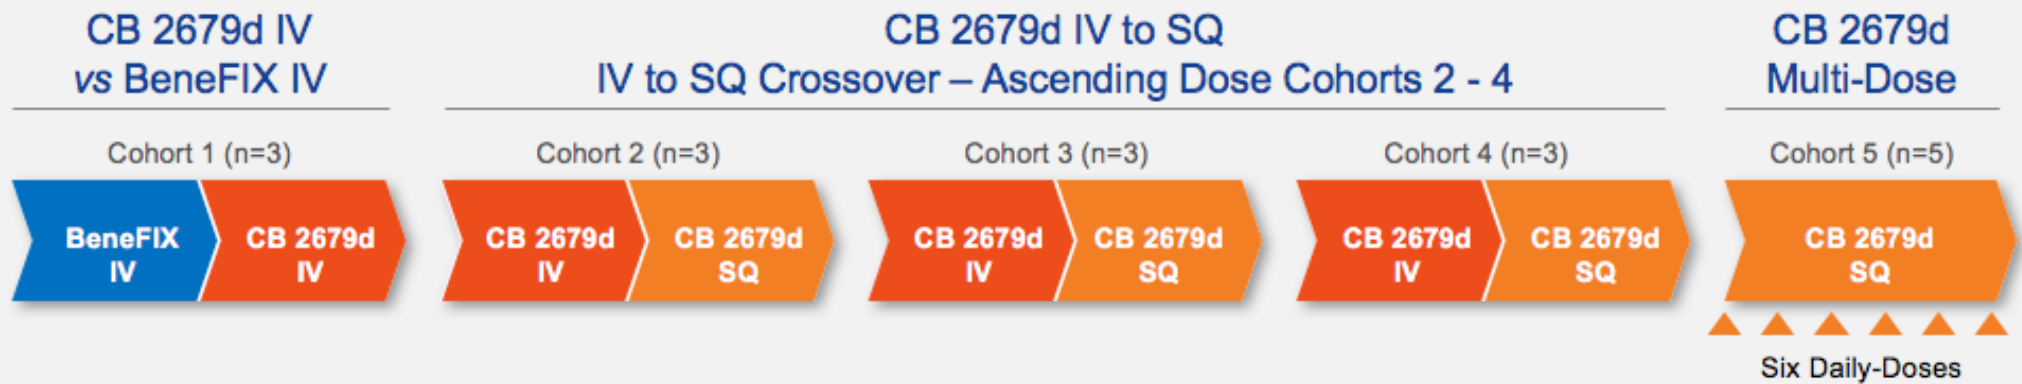 CB 2679d IV
vs BeneFIX IV
CB 2679d IV to SQ
IV to SQ Crossover – Ascending Dose Cohorts 2 - 4
CB 2679d
Multi-Dose
Cohort 1 (n=3)
Cohort 2 (n=3)
Cohort 3 (n=3)
Cohort 4 (n=3)
Cohort 5 (n=5)
BeneFIX
IV
CB 2679d
IV
CB 2679d
IV
CB 2679d
SQ
CB 2679d
IV
CB 2679d
SQ
CB 2679d
IV
CB 2679d
SQ
CB 2679d
SQ
Six Daily-Doses